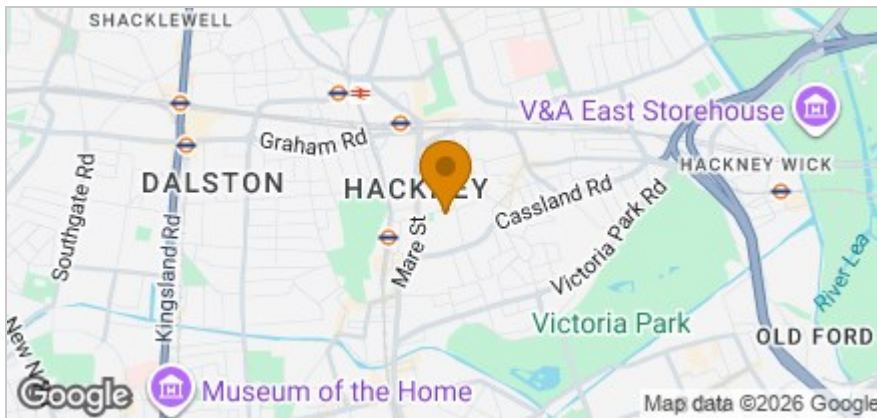 SHACKLEWELL
V&A East Storehouse
Graham Rd
HACKNEY WICK
DALSTON
HACKNEY
Cassland Rd
Southgate Rd
Kingsland Rd
Mare St
Victoria Park Rd
River Lea
Victoria Park
OLD FORD
Museum of the Home
Google
Map data ©2026 Google